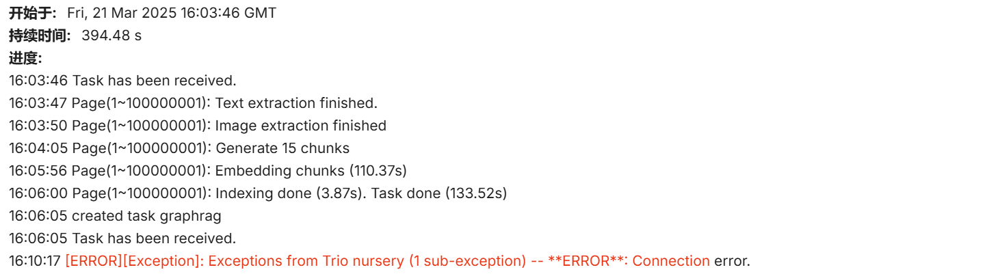 开始于: Fri, 21 Mar 2025 16:03:46 GMT
持续时间: 394.48 s
进度:
16:03:46 Task has been received.
16:03:47 Page(1~100000001): Text extraction finished.
16:03:50 Page(1~100000001): Image extraction finished
16:04:05 Page(1~100000001): Generate 15 chunks
16:05:56 Page(1~100000001): Embedding chunks (110.37s)
16:06:00 Page(1~100000001): Indexing done (3.87s). Task done (133.52s)
16:06:05 created task graphrag
16:06:05 Task has been received.
16:10:17 [ERROR][Exception]: Exceptions from Trio nursery (1 sub-exception) -- **ERROR**: Connection error.